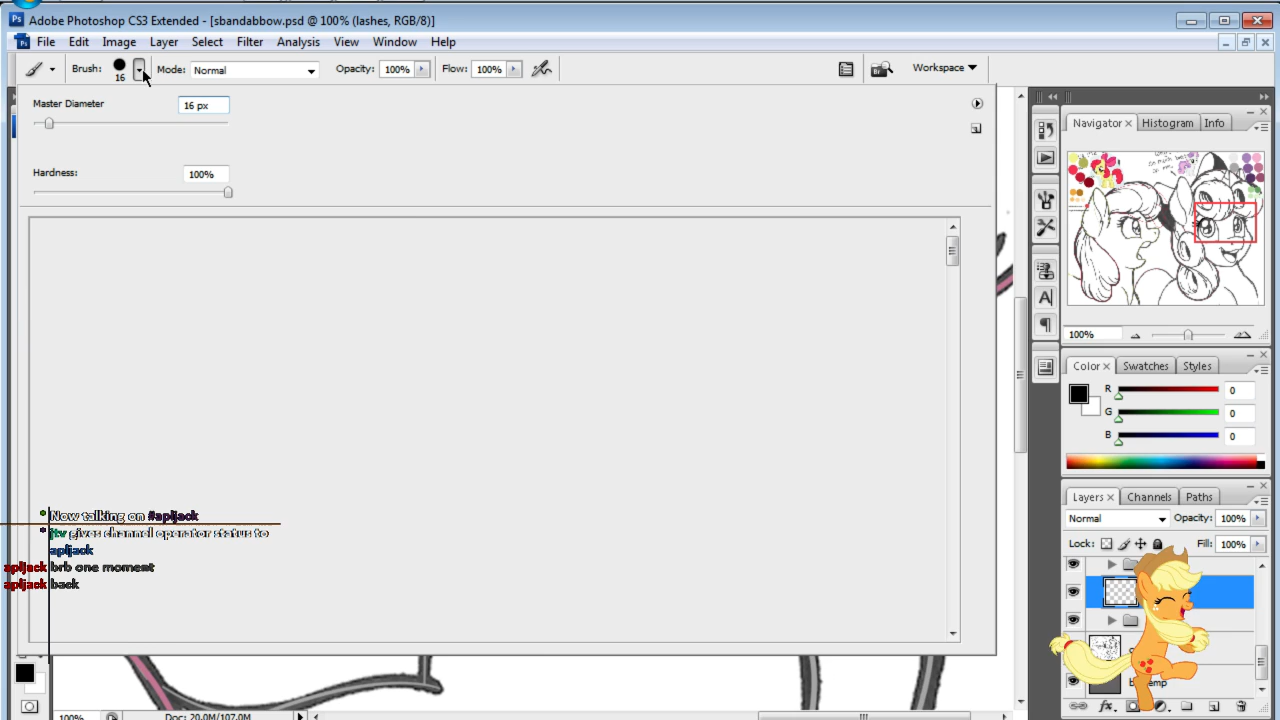 Adobe Photoshop CS3 Extended - [sbandabbow.psd @ 100% (lashes, RGB/8)]
File Edit Image Layer Select Filter Analysis View Window Help
Brush: 16 Mode: Normal Opacity: 100% Flow: 100% Workspace
Master Diameter 16 px
Hardness: 100%
Navigator Histogram Info
100%
Color Swatches Styles
R 0
G 0
B 0
Layers Channels Paths
Normal Opacity: 100%
Lock: Fill: 100%
Now talking on #apljack
jtv gives channel operator status to
apljack
apljack brb one moment
apljack back
100% Doc: 20.0M/107.0M